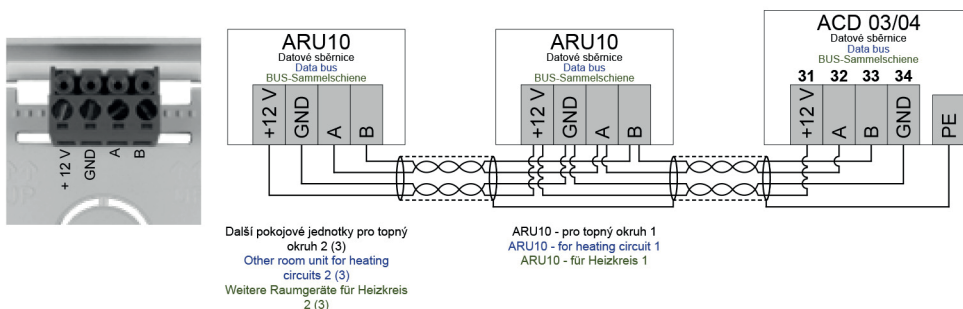 + 12 V
GND
A
B
ARU10
Datové sběrnice
Data bus
BUS-Sammelschiene
+12 V
GND
A
B
Další pokojové jednotky pro topný
okruh 2 (3)
Other room unit for heating
circuits 2 (3)
Weitere Raumgeräte für Heizkreis
2 (3)
ARU10
Datové sběrnice
Data bus
BUS-Sammelschiene
+12 V
GND
A
B
ARU10 - pro topný okruh 1
ARU10 - for heating circuit 1
ARU10 - für Heizkreis 1
ACD 03/04
Datové sběrnice
Data bus
BUS-Sammelschiene
31 32 33 34
+12 V
A
B
GND
PE